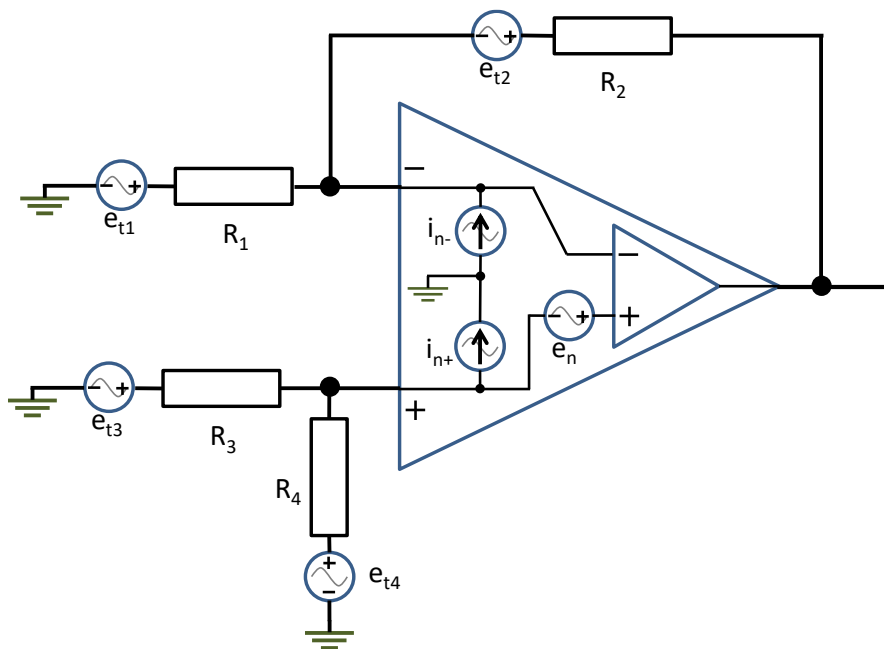 − +
e_t2
R_2
−
− +
e_t1
R_1
i_n-
−
− +
+
e_n
i_n+
− +
e_t3
R_3
+
R_4
+
−
e_t4